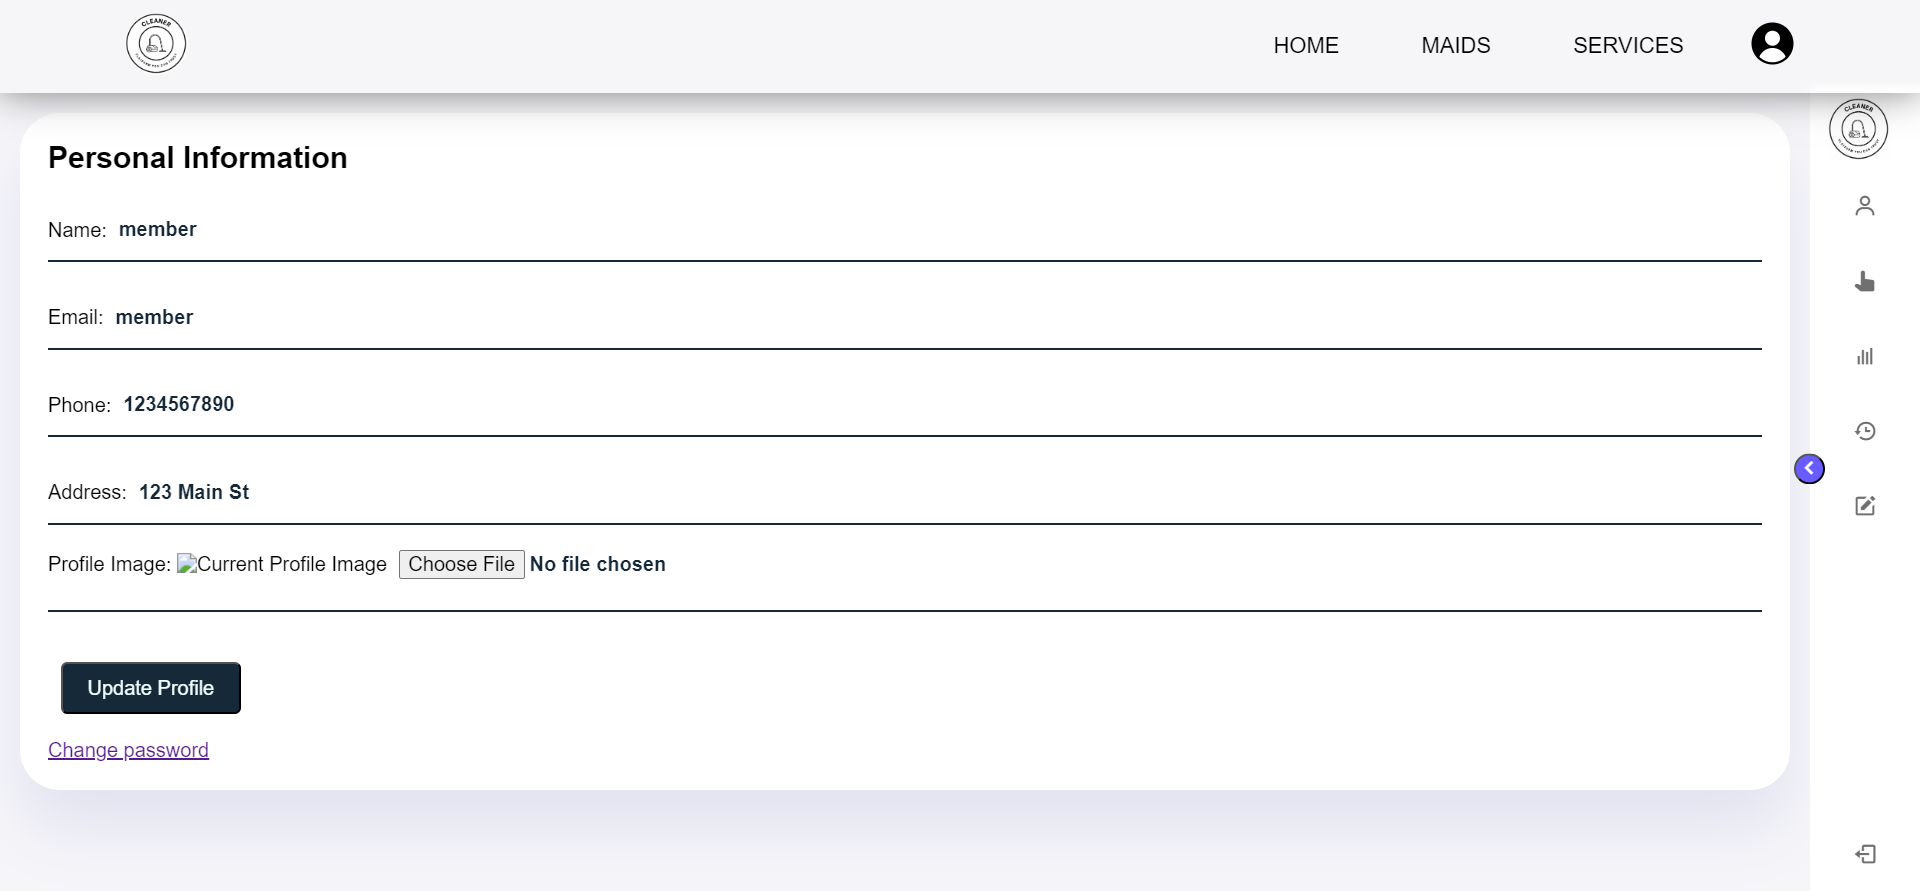 CLEANER
HOME
MAIDS
SERVICES
CLEANER
Personal Information
Name: member
Email: member
Phone: 1234567890
Address: 123 Main St
Profile Image: Current Profile Image Choose File No file chosen
Update Profile
Change password